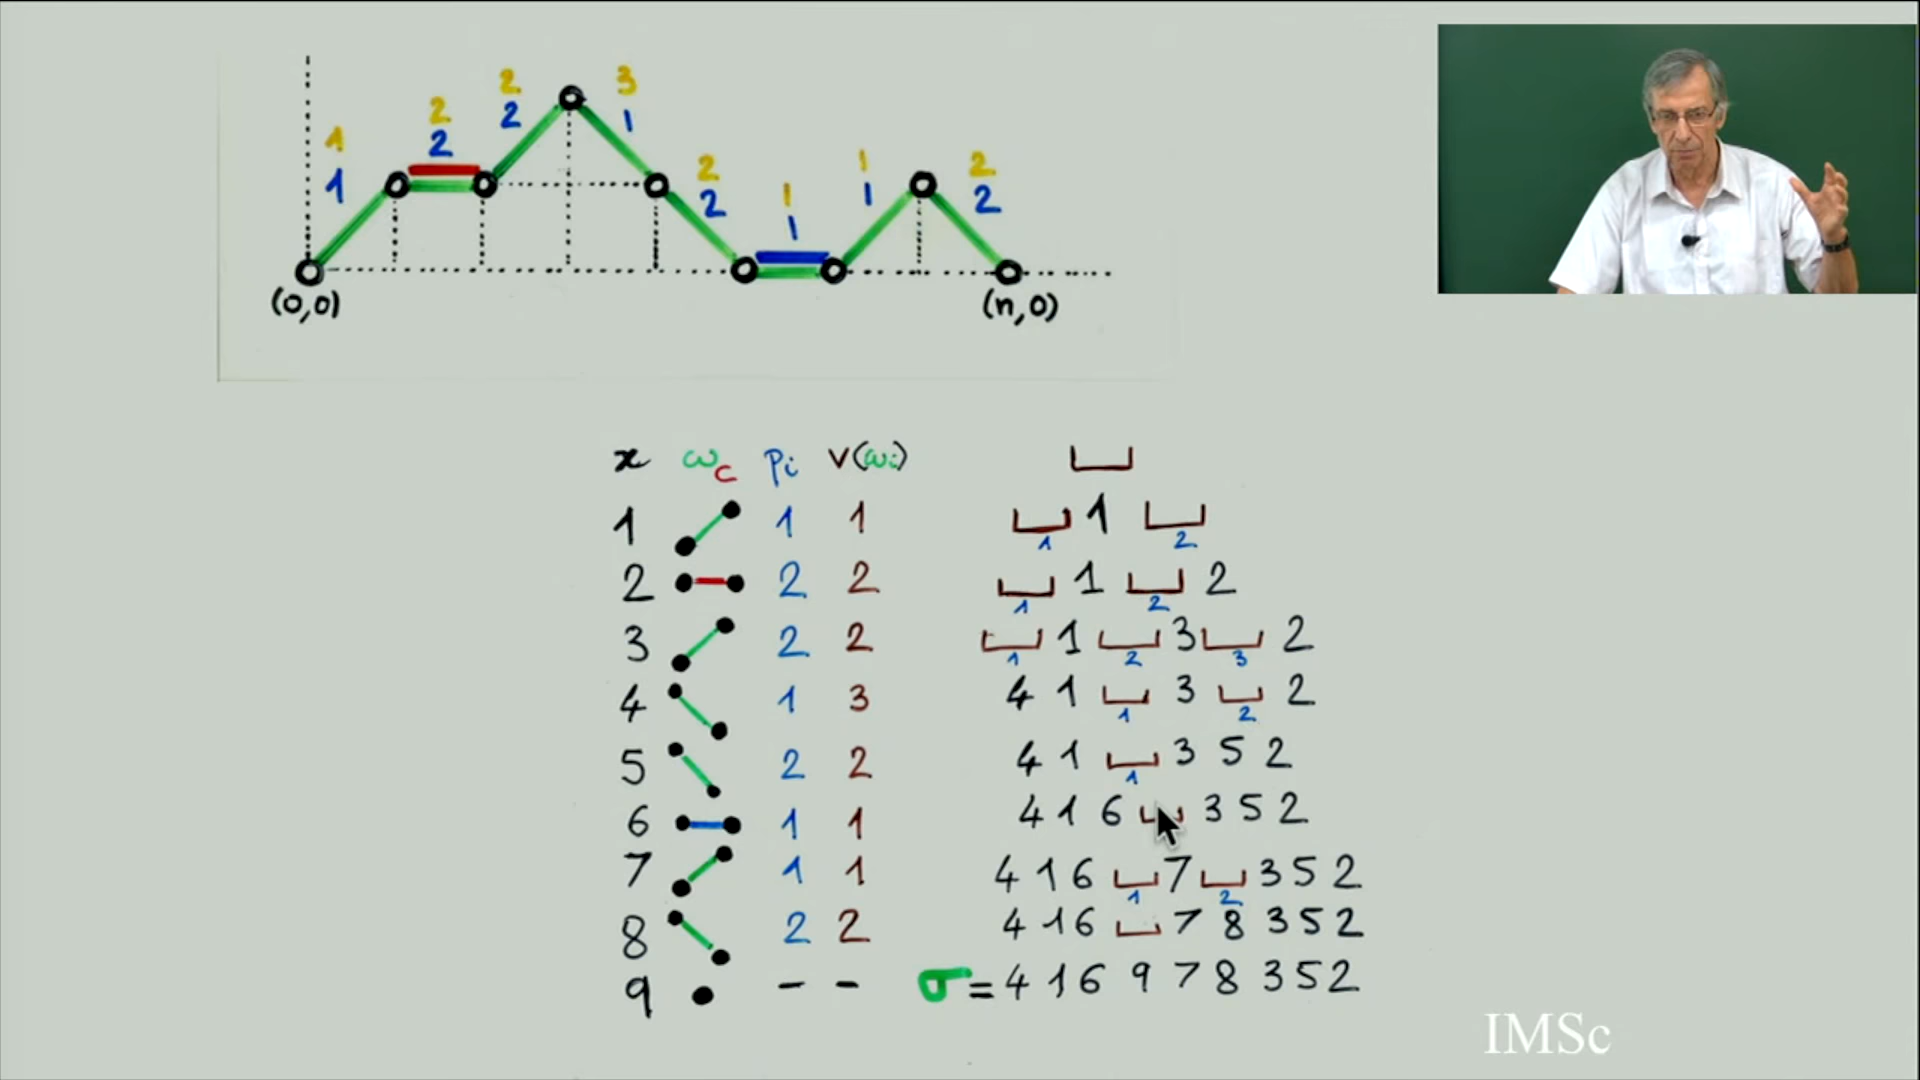 1 2 2 2 3 2 1 1 2
1 2 2 1 2 1 1 2
(0,0) (n,0)
x ω_c p_i v(ω_i) ⌴
1 1 1 ⌴ 1 ⌴
1 2
2 2 2 ⌴ 1 ⌴ 2
1 2
3 2 2 ⌴ 1 ⌴ 3 ⌴ 2
1 2 3
4 1 3 4 1 ⌴ 3 ⌴ 2
1 2
5 2 2 4 1 ⌴ 3 5 2
1
6 1 1 4 1 6 ⌴ 3 5 2
7 1 1 4 1 6 ⌴ 7 ⌴ 3 5 2
1 2
8 2 2 4 1 6 ⌴ 7 8 3 5 2
9 – – σ = 4 1 6 9 7 8 3 5 2
IMSc